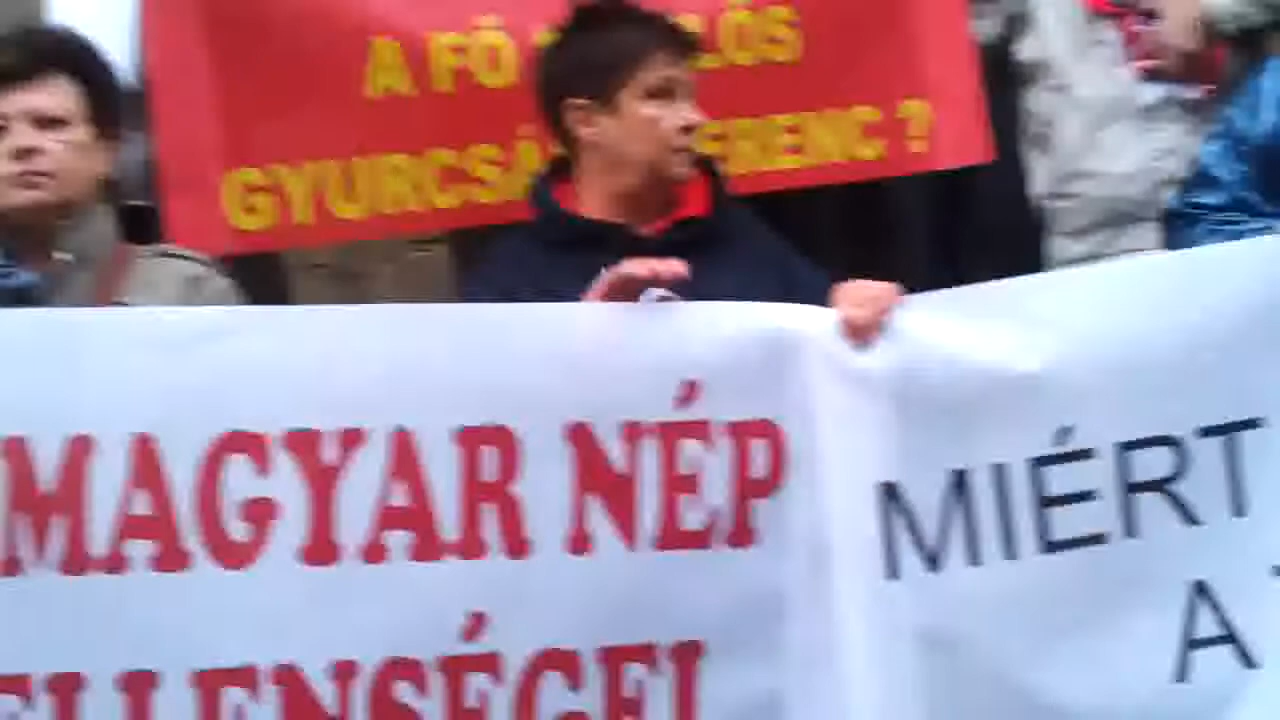 A FŐ
GYURCSÁ FERENC ?
MAGYAR NÉP
ELLENSÉGEI
MIÉRT
A